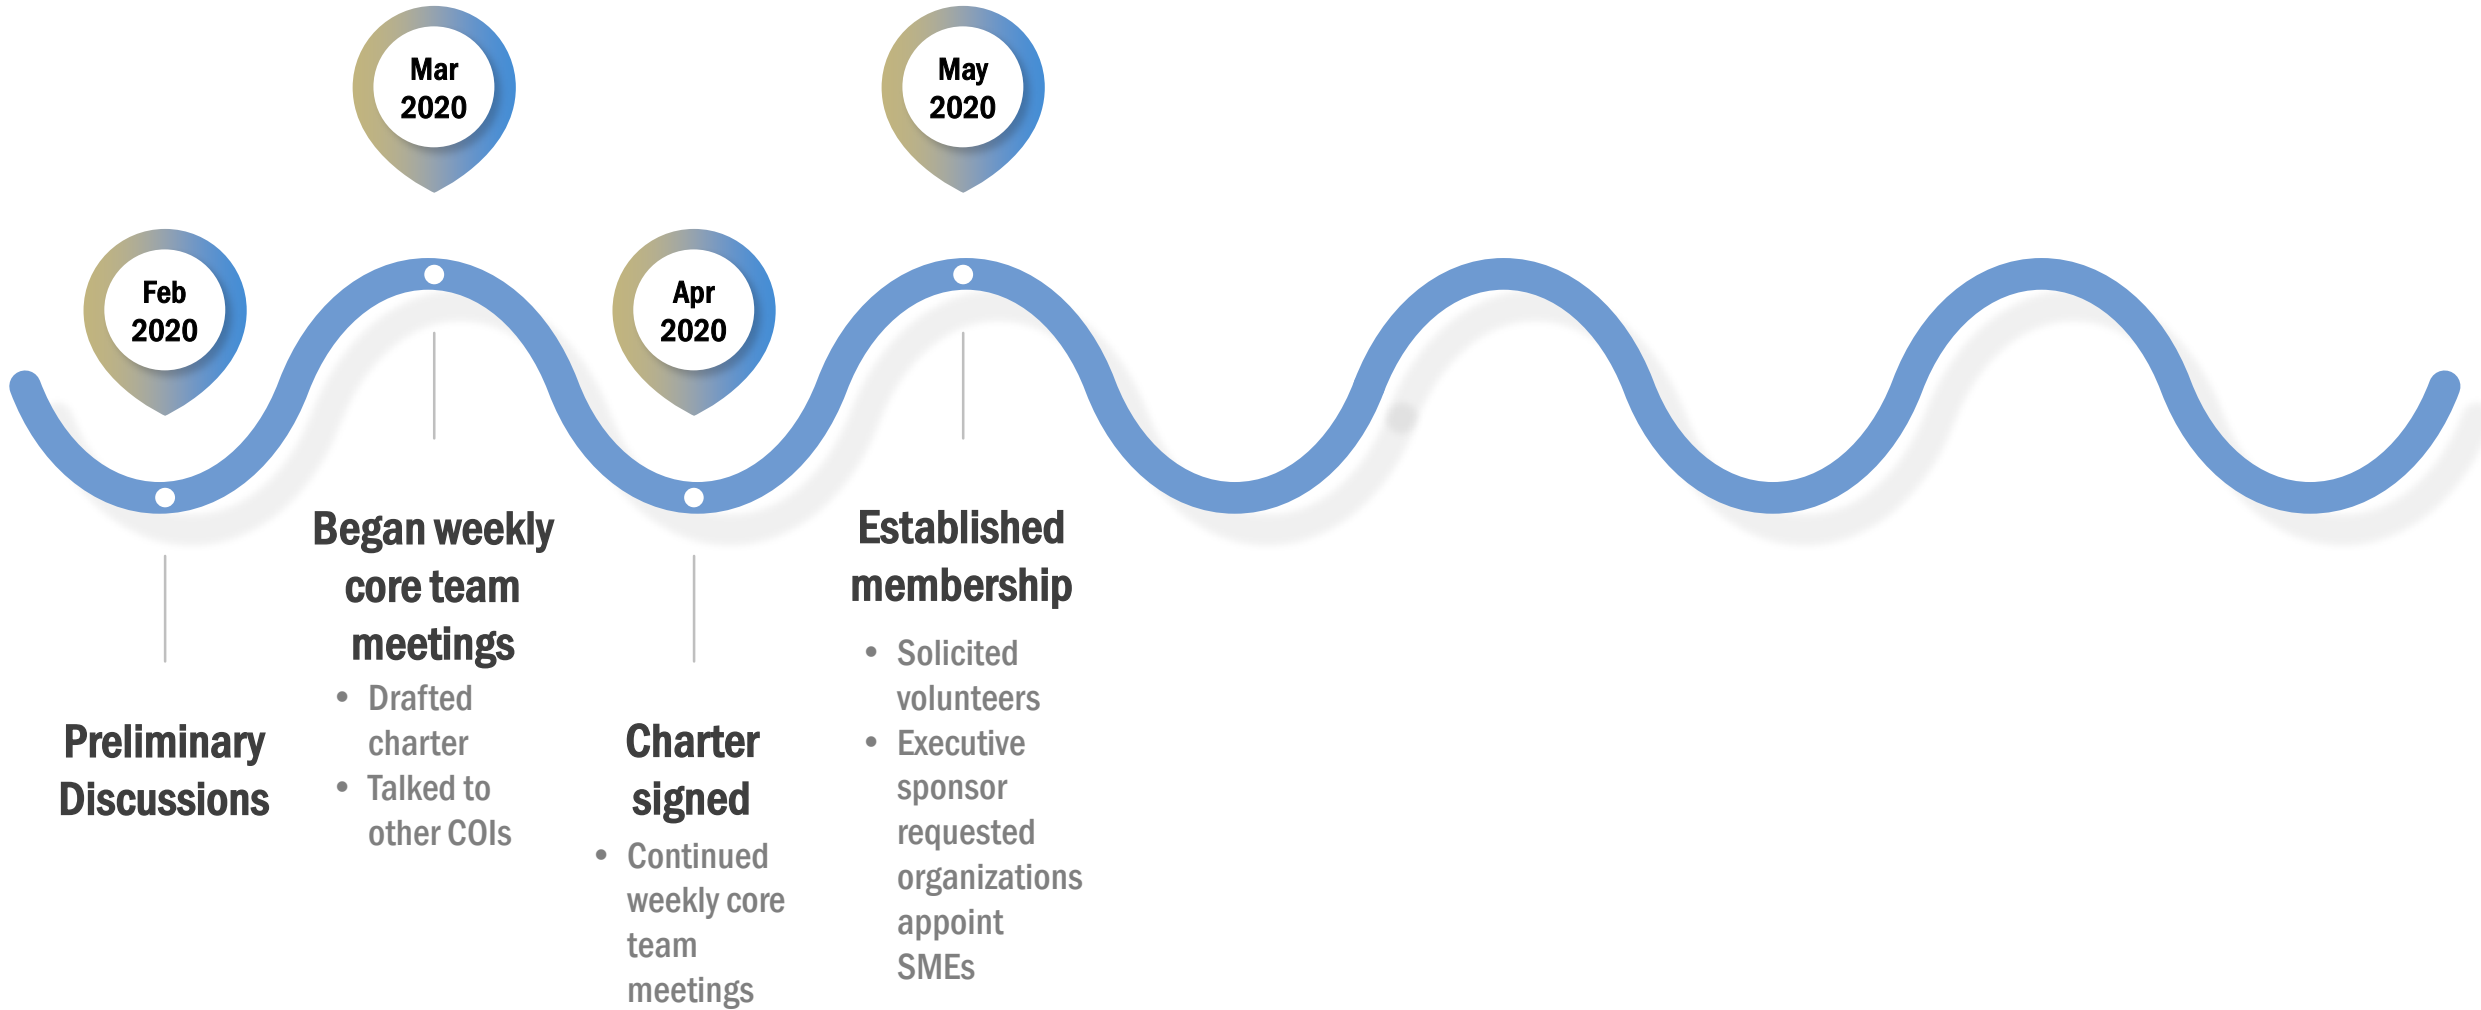 Feb
2020
Preliminary
Discussions
Mar
2020
Began weekly
core team
meetings
• Drafted
charter
• Talked to
other COIs
Apr
2020
Charter
signed
• Continued
weekly core
team
meetings
May
2020
Established
membership
• Solicited
volunteers
• Executive
sponsor
requested
organizations
appoint
SMEs